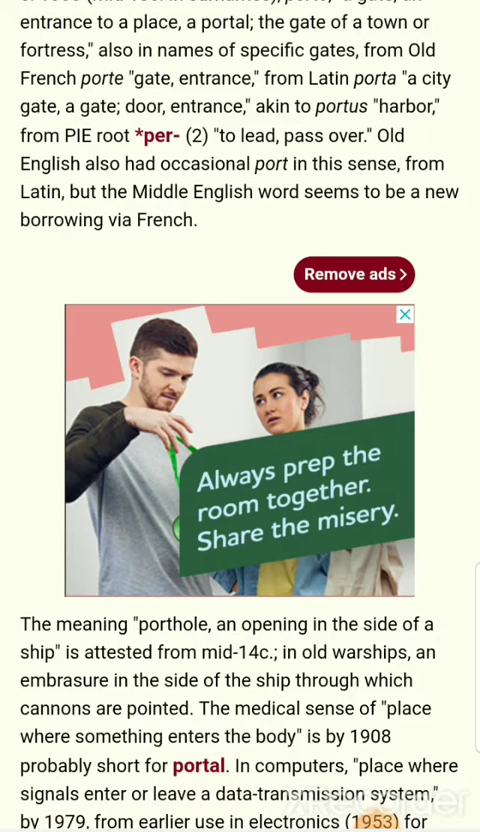 entrance to a place, a portal; the gate of a town or
fortress," also in names of specific gates, from Old
French porte "gate, entrance," from Latin porta "a city
gate, a gate; door, entrance," akin to portus "harbor,"
from PIE root *per- (2) "to lead, pass over." Old
English also had occasional port in this sense, from
Latin, but the Middle English word seems to be a new
borrowing via French.
Remove ads >
Always prep the
room together.
Share the misery.
The meaning "porthole, an opening in the side of a
ship" is attested from mid-14c.; in old warships, an
embrasure in the side of the ship through which
cannons are pointed. The medical sense of "place
where something enters the body" is by 1908
probably short for portal. In computers, "place where
signals enter or leave a data-transmission system,"
by 1979, from earlier use in electronics (1953) for
XRecorder